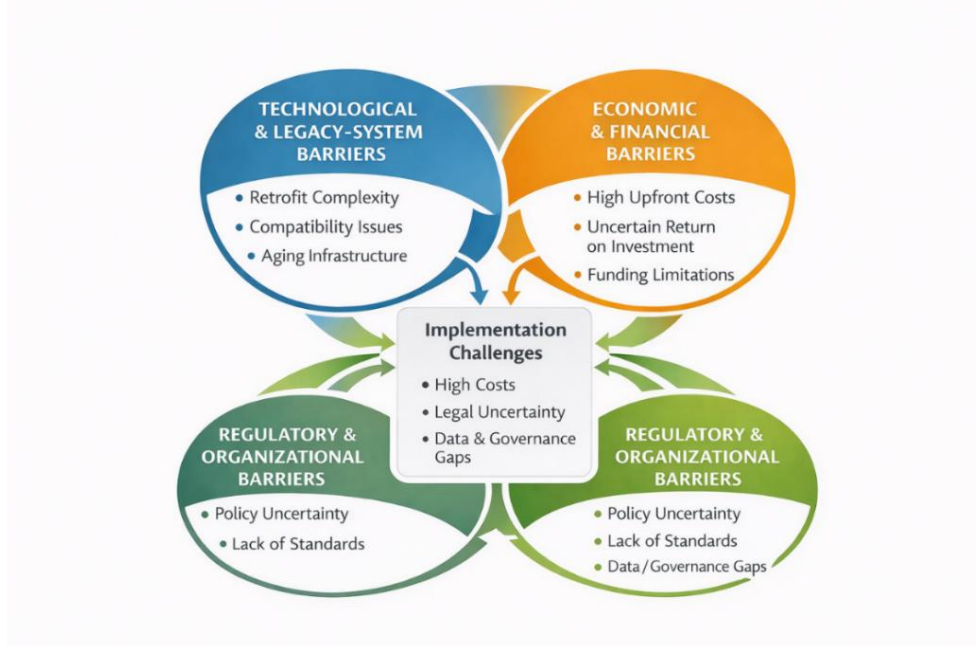 TECHNOLOGICAL
& LEGACY-SYSTEM
BARRIERS
• Retrofit Complexity
• Compatibility Issues
• Aging Infrastructure
ECONOMIC
& FINANCIAL
BARRIERS
• High Upfront Costs
• Uncertain Return
on Investment
• Funding Limitations
Implementation
Challenges
• High Costs
• Legal Uncertainty
• Data & Governance
Gaps
REGULATORY &
ORGANIZATIONAL
BARRIERS
• Policy Uncertainty
• Lack of Standards
REGULATORY &
ORGANIZATIONAL
BARRIERS
• Policy Uncertainty
• Lack of Standards
• Data / Governance Gaps